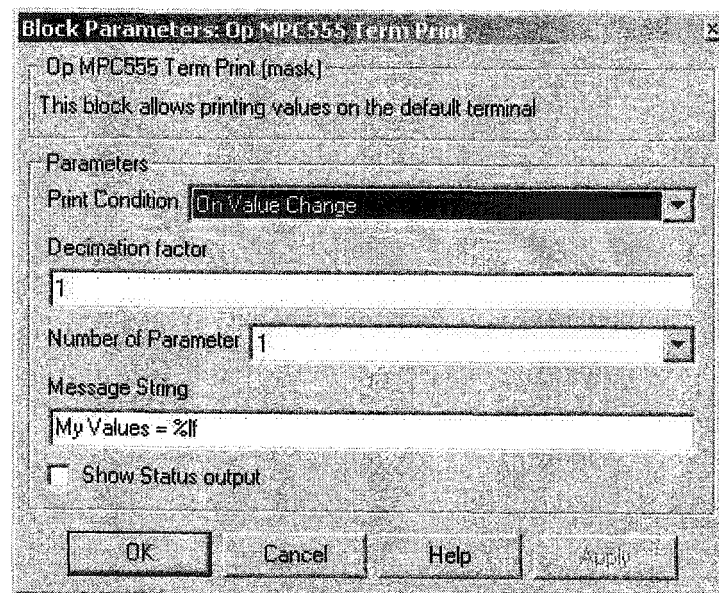 Block Parameters: Op MPC555 Term Print
Op MPC555 Term Print (mask)
This block allows printing values on the default terminal
Parameters
Print Condition On Value Change
Decimation factor
1
Number of Parameter 1
Message String
My Values = %lf
Show Status output
OK Cancel Help Apply